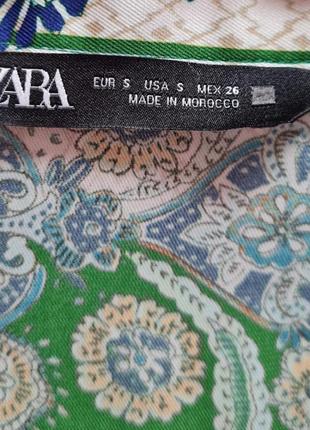 ZARA
EUR S USA S MEX 26
MADE IN MOROCCO